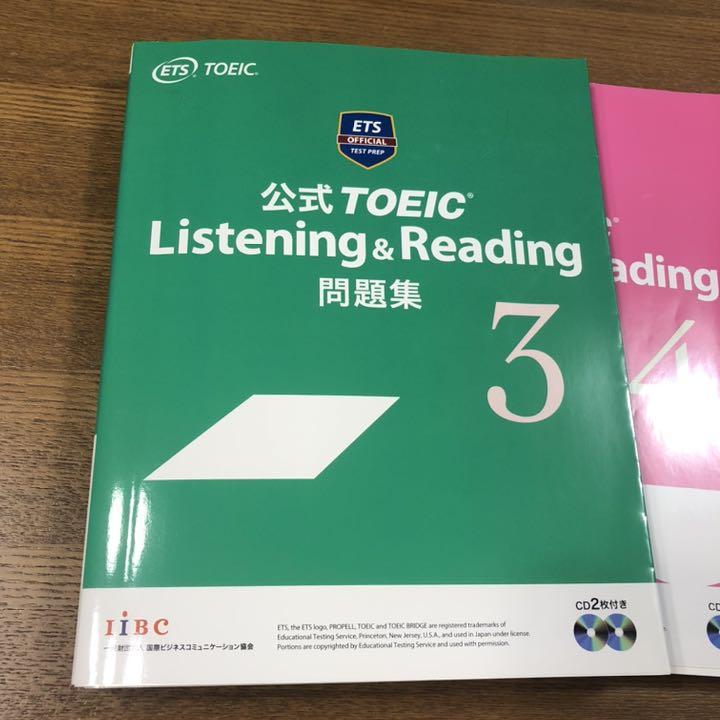 ETS TOEIC®
ETS
OFFICIAL
TEST PREP
公式 TOEIC®
Listening & Reading
問題集
3
IiBC
国際ビジネスコミュニケーション協会
ETS, the ETS logo, PROPELL, TOEIC and TOEIC BRIDGE are registered trademarks of
Educational Testing Service, Princeton, New Jersey, U.S.A., and used in Japan under license.
Portions are copyrighted by Educational Testing Service and used with permission.
CD2枚付き
ading
4
CD